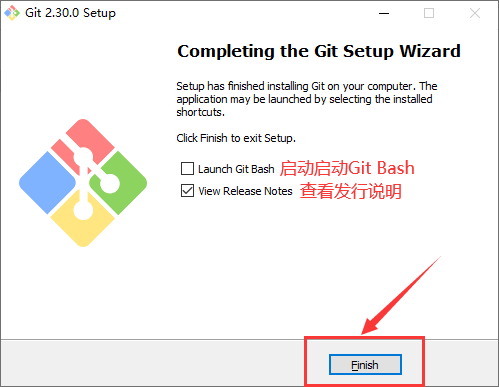 Git 2.30.0 Setup
Completing the Git Setup Wizard
Setup has finished installing Git on your computer. The
application may be launched by selecting the installed
shortcuts.
Click Finish to exit Setup.
Launch Git Bash 启动启动Git Bash
View Release Notes 查看发行说明
Finish